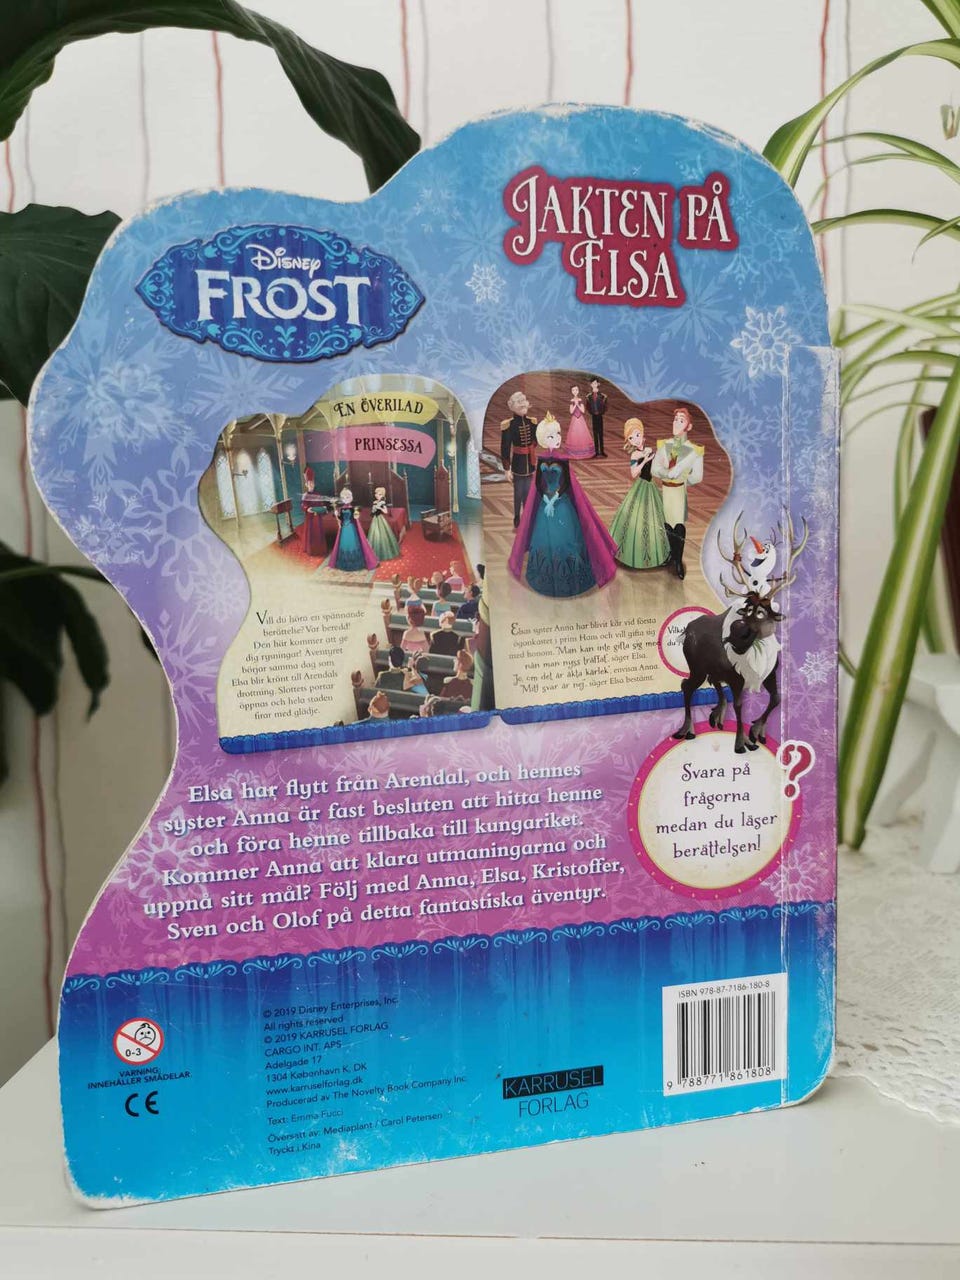 JAKTEN PÅ
ELSA
Disney
FROST
EN ÖVERILAD
PRINSESSA
Vill du höra en spännande
berättelse? Var beredd!
Den här kommer att ge
dig rysningar! Äventyret
börjar samma dag som
Elsa blir krönt till Arendals
drottning. Slottets portar
öppnas och hela staden
firar med glädje.
Elsas syster Anna har blivit kär vid första
ögonkastet i prins Hans och vill gifta sig
med honom. "Man kan inte gifta sig med
nån man nyss träffat", säger Elsa.
"Jo, om det är äkta kärlek", envisas Anna.
"Mitt svar är nej", säger Elsa bestämt.
du
Elsa har flytt från Arendal, och hennes
syster Anna är fast besluten att hitta henne
och föra henne tillbaka till kungariket.
Kommer Anna att klara utmaningarna och
uppnå sitt mål? Följ med Anna, Elsa, Kristoffer,
Sven och Olof på detta fantastiska äventyr.
?
Svara på
frågorna
medan du läser
berättelsen!
0-3
VARNING:
INNEHÅLLER SMÅDELAR.
CE
© 2019 Disney Enterprises, Inc.
All rights reserved
© 2019 KARRUSEL FORLAG
CARGO INT. APS
Adelgade 17
1304 København K, DK
www.karruselforlag.dk
Producerad av The Novelty Book Company Inc.
Text: Emma Fucci
Översatt av: Mediaplant / Carol Petersen
Tryckt i Kina
KARRUSEL
FORLAG
ISBN 978-87-7186-180-8
9 788771 861808